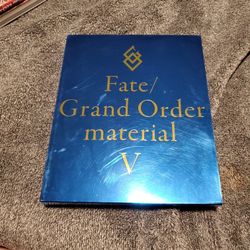 Fate/
Grand Order
material
V